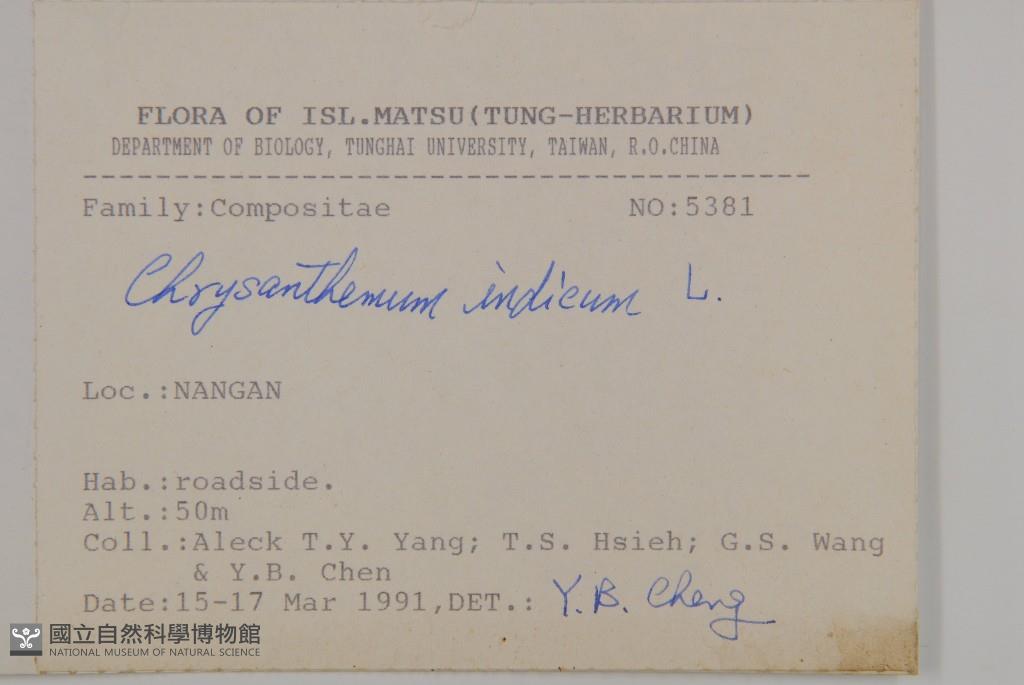 FLORA OF ISL.MATSU(TUNG-HERBARIUM)
DEPARTMENT OF BIOLOGY, TUNGHAI UNIVERSITY, TAIWAN, R.O.CHINA
----------------------------------------
Family:Compositae NO:5381
Chrysanthemum indicum L.
Loc.:NANGAN
Hab.:roadside.
Alt.:50m
Coll.:Aleck T.Y. Yang; T.S. Hsieh; G.S. Wang
& Y.B. Chen
Date:15-17 Mar 1991,DET.: Y.B. Cheng
國立自然科學博物館
NATIONAL MUSEUM OF NATURAL SCIENCE